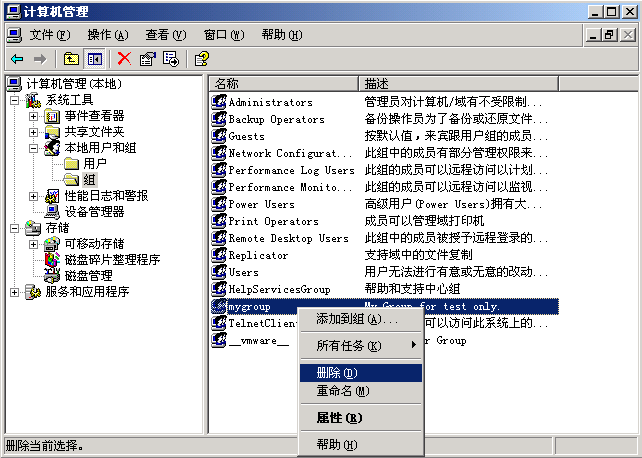 计算机管理
文件(F) 操作(A) 查看(V) 窗口(W) 帮助(H)
计算机管理(本地)
系统工具
事件查看器
共享文件夹
本地用户和组
用户
组
性能日志和警报
设备管理器
存储
可移动存储
磁盘碎片整理程序
磁盘管理
服务和应用程序
名称 描述
Administrators 管理员对计算机/域有不受限制...
Backup Operators 备份操作员为了备份或还原文件...
Guests 按默认值，来宾跟用户组的成员...
Network Configurat... 此组中的成员有部分管理权限来...
Performance Log Users 此组的成员可以远程访问以计划...
Performance Monito... 此组的成员可以远程访问以监视...
Power Users 高级用户(Power Users)拥有大...
Print Operators 成员可以管理域打印机
Remote Desktop Users 此组中的成员被授予远程登录的...
Replicator 支持域中的文件复制
Users 用户无法进行有意或无意的改动...
HelpServicesGroup 帮助和支持中心组
mygroup My Group for test only.
TelnetClien 可以访问此系统上的...
__vmware__ r Group
添加到组(A)...
所有任务(K)
删除(D)
重命名(M)
属性(R)
帮助(H)
删除当前选择。